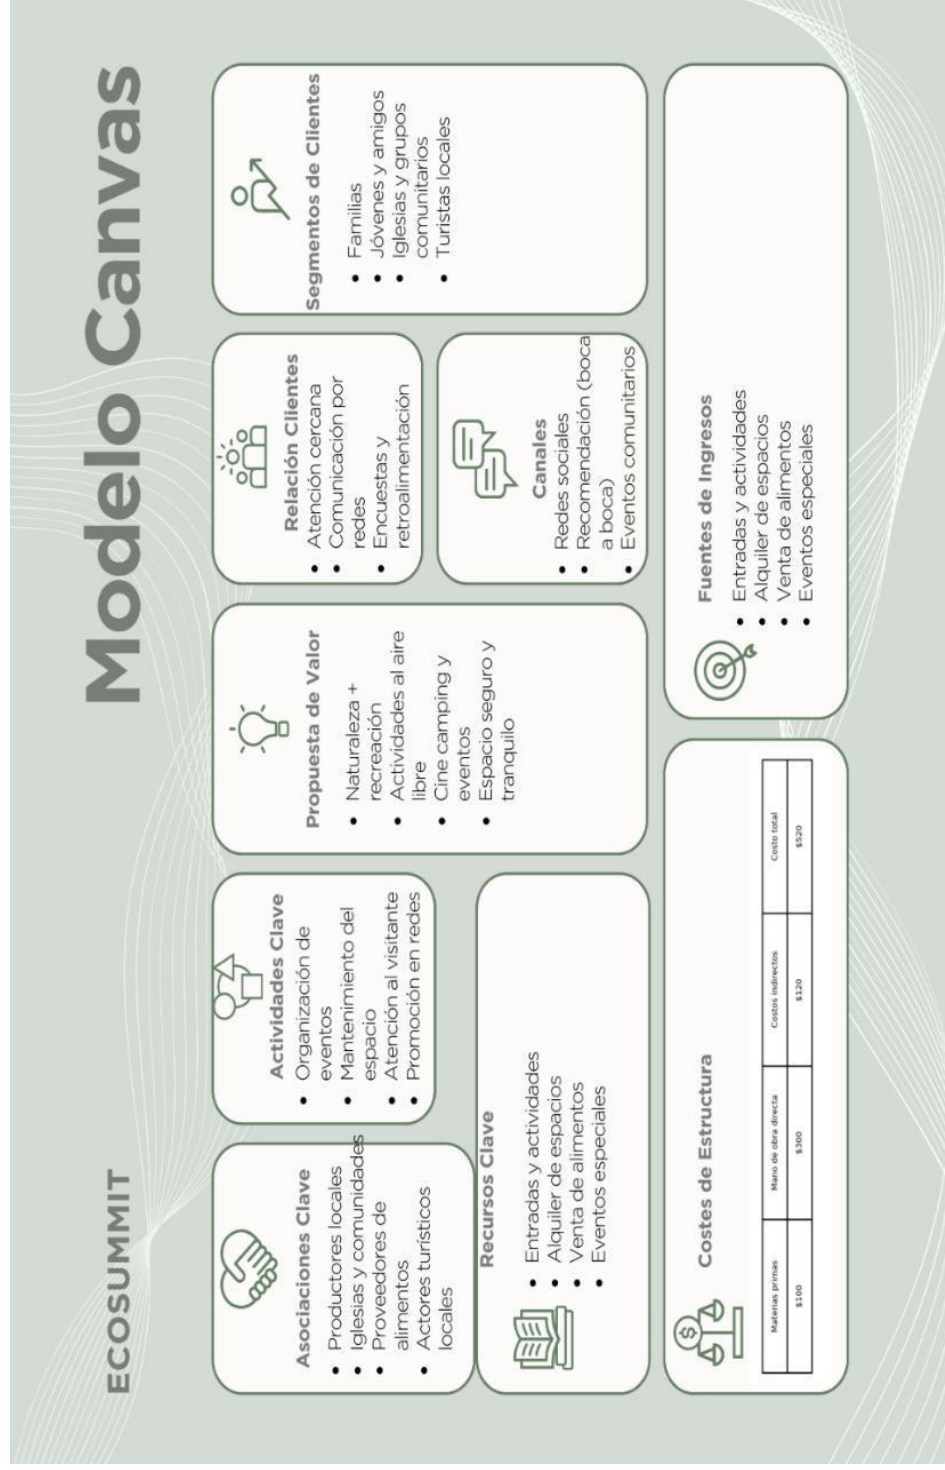 ECOSUMMIT
Modelo Canvas
Asociaciones Clave
• Productores locales
• Iglesias y comunidades
• Proveedores de
alimentos
• Actores turísticos
locales
Actividades Clave
• Organización de
eventos
• Mantenimiento del
espacio
• Atención al visitante
• Promoción en redes
Recursos Clave
• Entradas y actividades
• Alquiler de espacios
• Venta de alimentos
• Eventos especiales
Propuesta de Valor
• Naturaleza +
recreación
• Actividades al aire
libre
• Cine camping y
eventos
• Espacio seguro y
tranquilo
Relación Clientes
• Atención cercana
• Comunicación por
redes
• Encuestas y
retroalimentación
Canales
• Redes sociales
• Recomendación (boca
a boca)
• Eventos comunitarios
Segmentos de Clientes
• Familias
• Jóvenes y amigos
• Iglesias y grupos
comunitarios
• Turistas locales
Costes de Estructura
Materias primas Mano de obra directa Costos indirectos Costo total
$100 $300 $120 $520
Fuentes de Ingresos
• Entradas y actividades
• Alquiler de espacios
• Venta de alimentos
• Eventos especiales